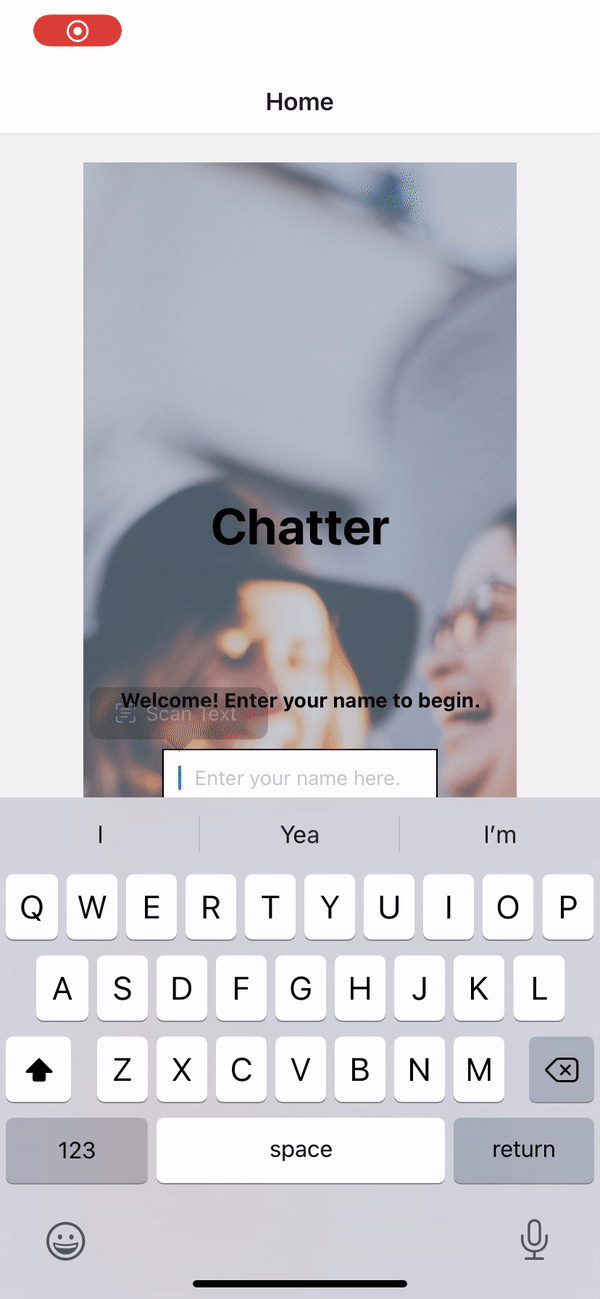 Home
Chatter
Welcome! Enter your name to begin.
Scan Text
Enter your name here.
I Yea I’m
Q W E R T Y U I O P
A S D F G H J K L
Z X C V B N M
123 space return